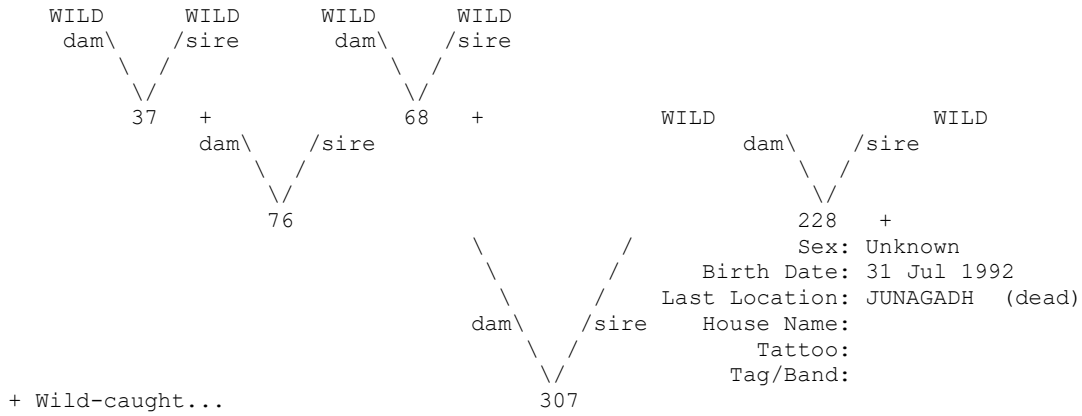 WILD WILD WILD WILD
dam\ /sire dam\ /sire
\ / \ /
\/ \/
37 + 68 + WILD WILD
dam\ /sire dam\ /sire
\ / \ /
\/ \/
76 228 +
\ / Sex: Unknown
\ / Birth Date: 31 Jul 1992
\ / Last Location: JUNAGADH (dead)
dam\ /sire House Name:
\ / Tattoo:
\/ Tag/Band:
+ Wild-caught... 307